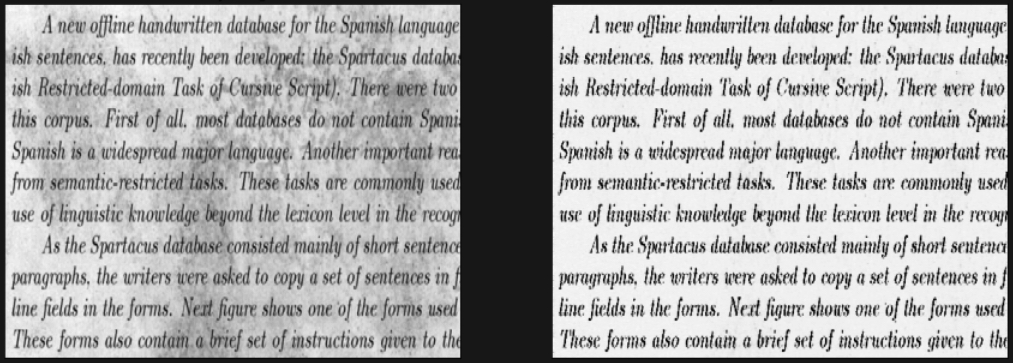 A new offline handwritten database for the Spanish language
ish sentences, has recently been developed: the Spartacus databas
ish Restricted-domain Task of Cursive Script). There were two
this corpus. First of all, most databases do not contain Spani
Spanish is a widespread major language. Another important rea
from semantic-restricted tasks. These tasks are commonly used
use of linguistic knowledge beyond the lexicon level in the recogn
As the Spartacus database consisted mainly of short sentence
paragraphs, the writers were asked to copy a set of sentences in f
line fields in the forms. Next figure shows one of the forms used
These forms also contain a brief set of instructions given to the
A new offline handwritten database for the Spanish language
ish sentences, has recently been developed: the Spartacus databas
ish Restricted-domain Task of Cursive Script). There were two
this corpus. First of all, most databases do not contain Spani
Spanish is a widespread major language. Another important rea
from semantic-restricted tasks. These tasks are commonly used
use of linguistic knowledge beyond the lexicon level in the recogn
As the Spartacus database consisted mainly of short sentence
paragraphs, the writers were asked to copy a set of sentences in f
line fields in the forms. Next figure shows one of the forms used
These forms also contain a brief set of instructions given to the